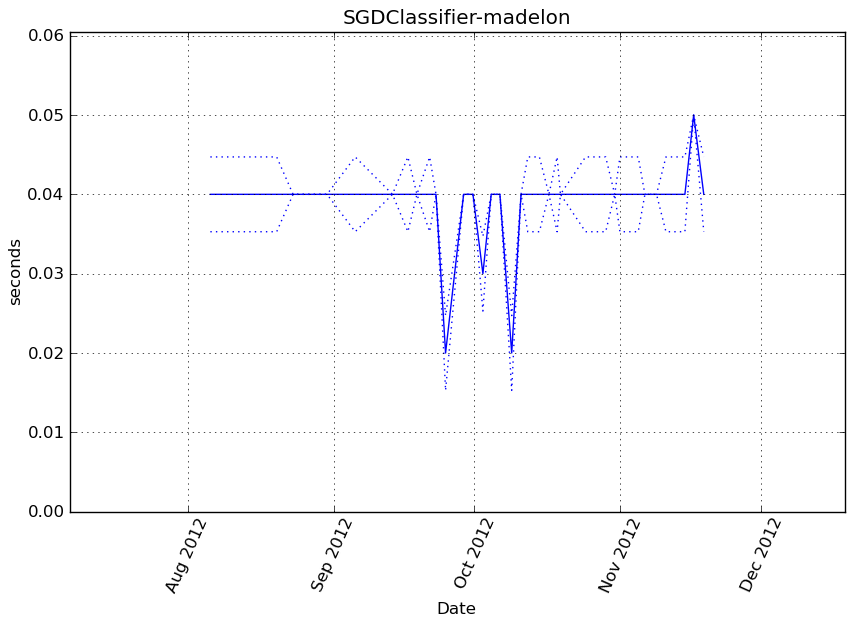 SGDClassifier-madelon
0.06
0.05
0.04
0.03
0.02
0.01
0.00
seconds
Aug 2012
Sep 2012
Oct 2012
Nov 2012
Dec 2012
Date